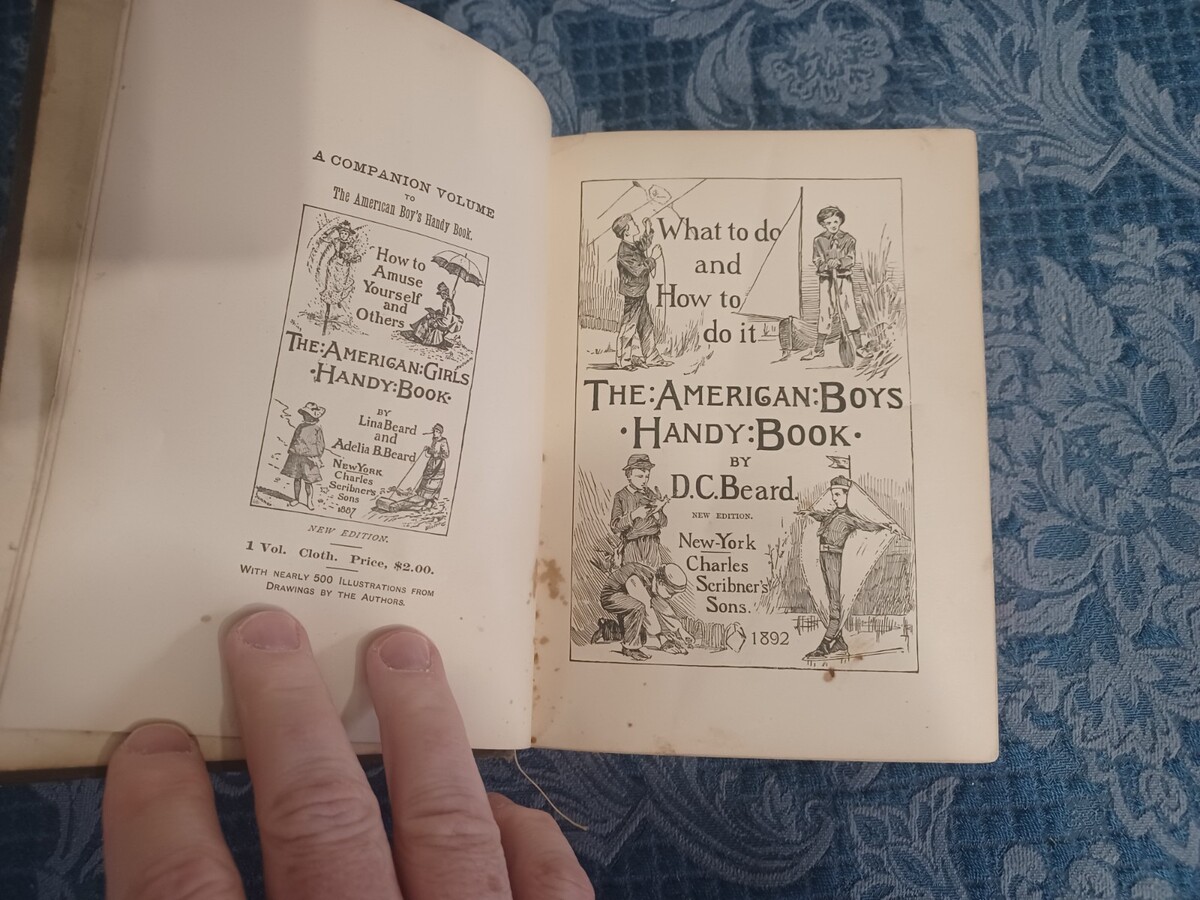 A COMPANION VOLUME
TO
The American Boy's Handy Book.
How to
Amuse
Yourself
and
Others
THE:AMERICAN:GIRLS
·HANDY:BOOK·
BY
Lina Beard
and
Adelia B. Beard
New York
Charles
Scribner's
Sons
1887
NEW EDITION.
1 Vol. Cloth. Price, $2.00.
WITH NEARLY 500 ILLUSTRATIONS FROM
DRAWINGS BY THE AUTHORS.
What to do
and
How to
do it
THE:AMERICAN:BOYS
·HANDY:BOOK·
BY
D.C.Beard.
NEW EDITION.
New-York
Charles
Scribner's
Sons.
1892